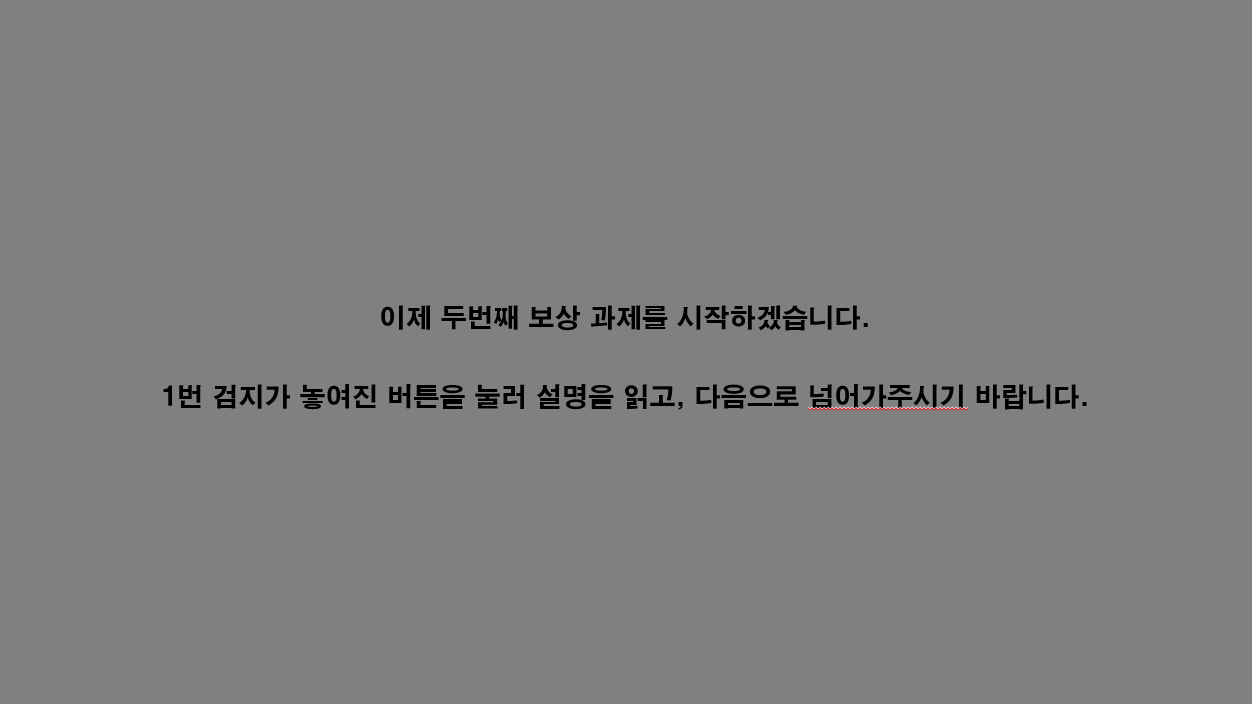 이제 두번째 보상 과제를 시작하겠습니다.
1번 검지가 놓여진 버튼을 눌러 설명을 읽고, 다음으로 넘어가주시기 바랍니다.